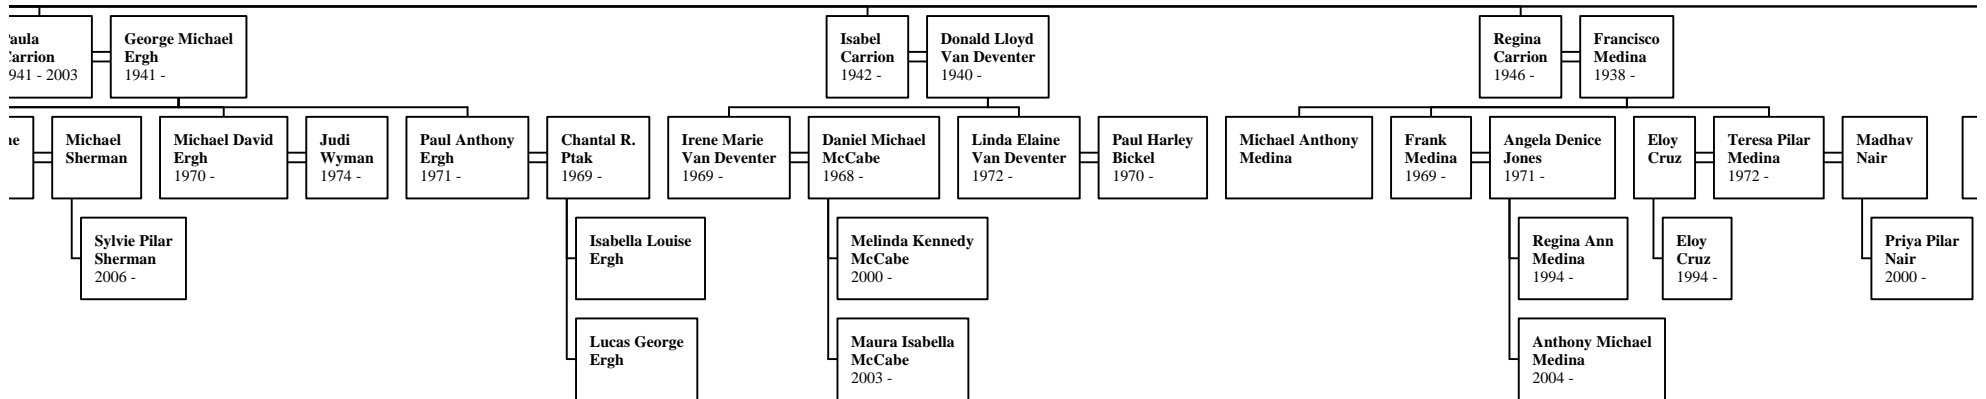 941 - 2003
George Michael
Ergh
1941 -
Isabel
Carrion
1942 -
Donald Lloyd
Van Deventer
1940 -
Regina
Carrion
1946 -
Francisco
Medina
1938 -
Michael
Sherman
Michael David
Ergh
1970 -
Judi
Wyman
1974 -
Paul Anthony
Ergh
1971 -
Chantal R.
Ptak
1969 -
Irene Marie
Van Deventer
1969 -
Daniel Michael
McCabe
1968 -
Linda Elaine
Van Deventer
1972 -
Paul Harley
Bickel
1970 -
Michael Anthony
Medina
Frank
Medina
1969 -
Angela Denice
Jones
1971 -
Eloy
Cruz
Teresa Pilar
Medina
1972 -
Madhav
Nair
Sylvie Pilar
Sherman
2006 -
Isabella Louise
Ergh
Melinda Kennedy
McCabe
2000 -
Regina Ann
Medina
1994 -
Eloy
Cruz
1994 -
Priya Pilar
Nair
2000 -
Lucas George
Ergh
Maura Isabella
McCabe
2003 -
Anthony Michael
Medina
2004 -